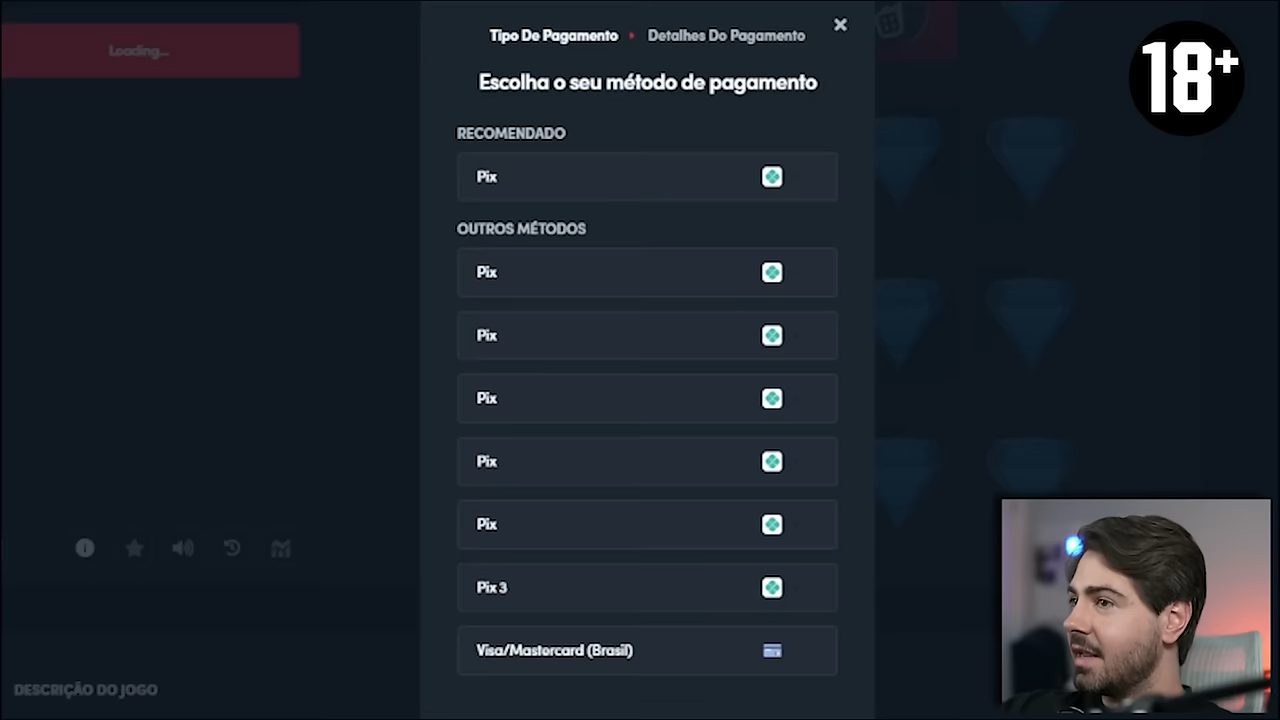 Loading...
Tipo De Pagamento
Detalhes Do Pagamento
18+
Escolha o seu método de pagamento
RECOMENDADO
Pix
OUTROS MÉTODOS
Pix
Pix
Pix
Pix
Pix
Pix 3
Visa/Mastercard (Brasil)
DESCRIÇÃO DO JOGO